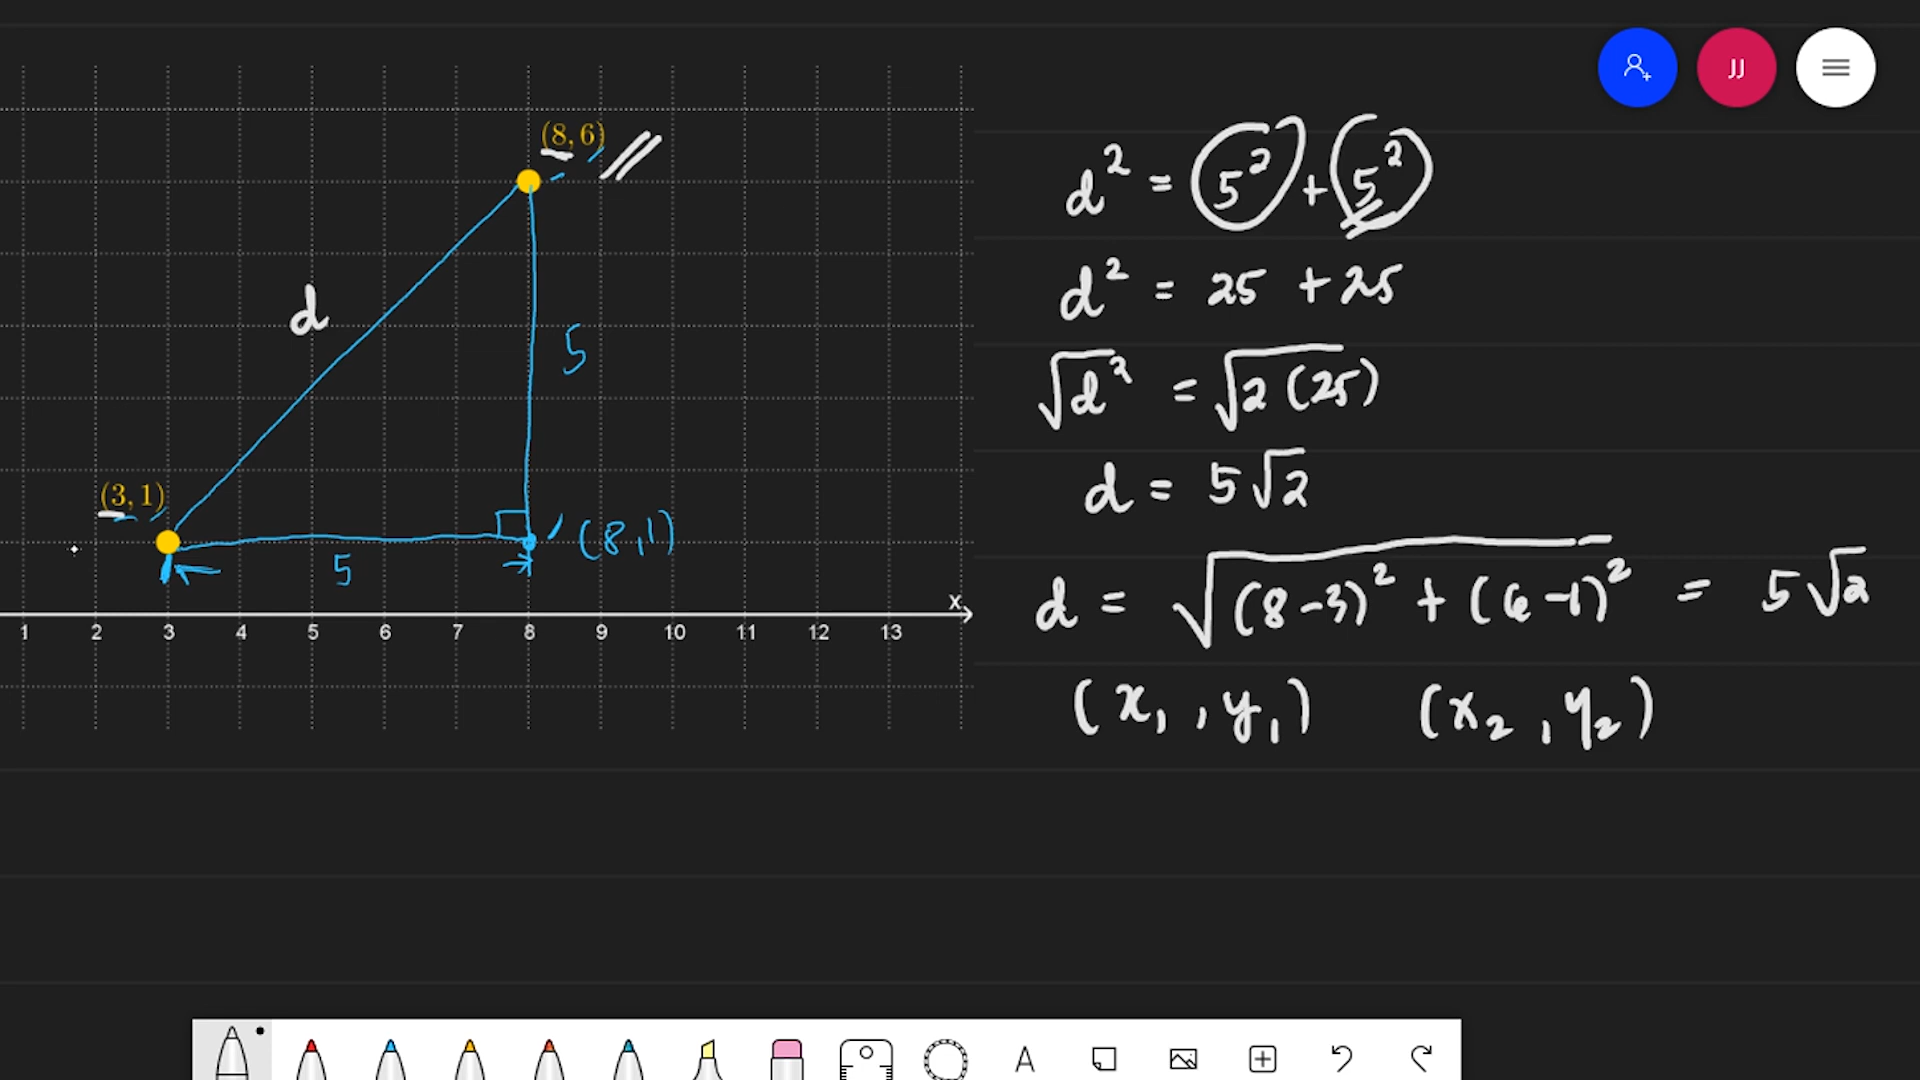 JJ
(8, 6)
d
5
(3, 1)
(8,1)
5
x
1 2 3 4 5 6 7 8 9 10 11 12 13
d² = 5² + 5²
d² = 25 + 25
√d² = √2(25)
d = 5√2
d = √(8-3)² + (6-1)² = 5√2
(x₁, y₁) (x₂, y₂)
A